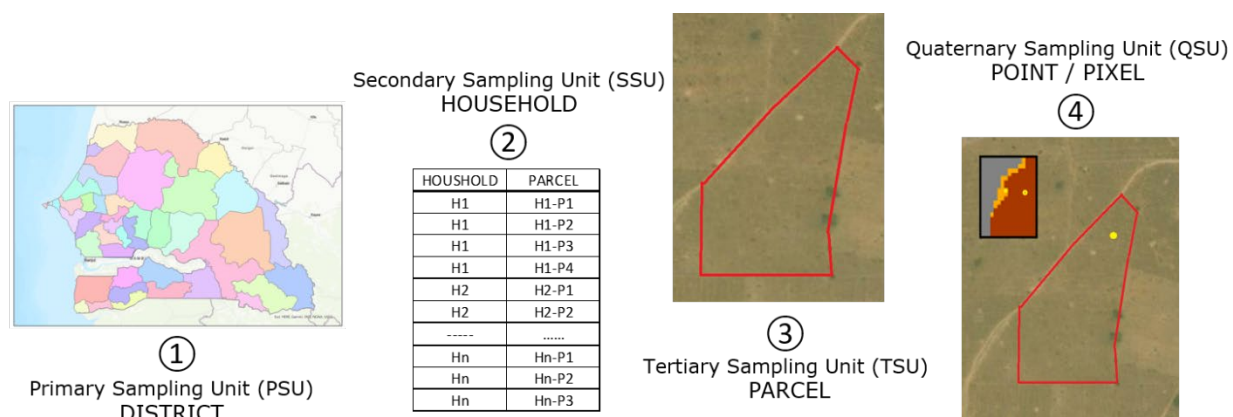 ①
Primary Sampling Unit (PSU)
DISTRICT
Secondary Sampling Unit (SSU)
HOUSEHOLD
②
HOUSHOLD PARCEL
H1 H1-P1
H1 H1-P2
H1 H1-P3
H1 H1-P4
H2 H2-P1
H2 H2-P2
----- ......
Hn Hn-P1
Hn Hn-P2
Hn Hn-P3
③
Tertiary Sampling Unit (TSU)
PARCEL
Quaternary Sampling Unit (QSU)
POINT / PIXEL
④